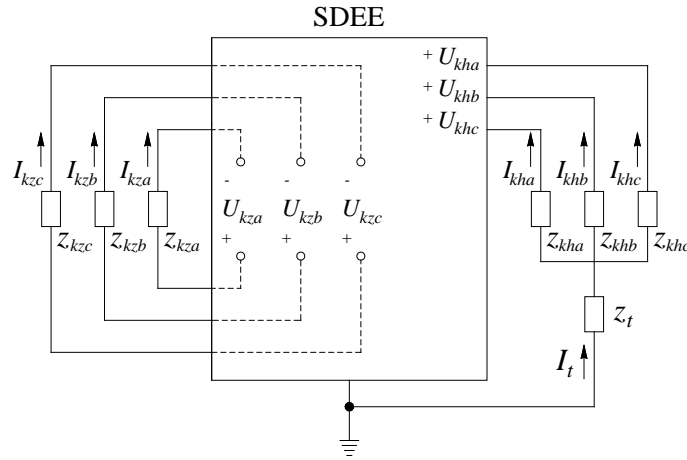 SDEE
+ U_kha
+ U_khb
+ U_khc
I_kzc I_kzb I_kza
I_kha I_khb I_khc
- - -
U_kza U_kzb U_kzc
+ + +
z_kzc z_kzb z_kza
z_kha z_khb z_khc
z_t
I_t